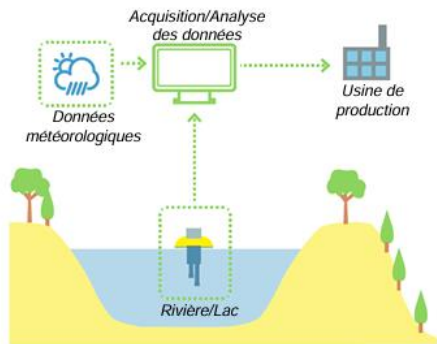 Acquisition/Analyse
des données
Données
météorologiques
Usine de
production
Rivière/Lac